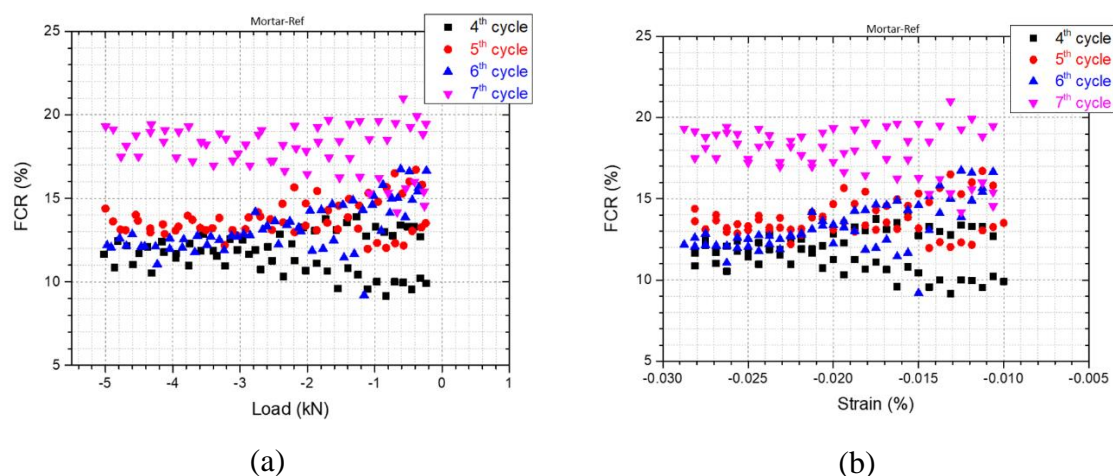 Mortar-Ref
4th cycle
5th cycle
6th cycle
7th cycle
25
20
15
10
5
FCR (%)
-5 -4 -3 -2 -1 0 1
Load (kN)
(a)
Mortar-Ref
4th cycle
5th cycle
6th cycle
7th cycle
25
20
15
10
5
FCR (%)
-0.030 -0.025 -0.020 -0.015 -0.010 -0.005
Strain (%)
(b)